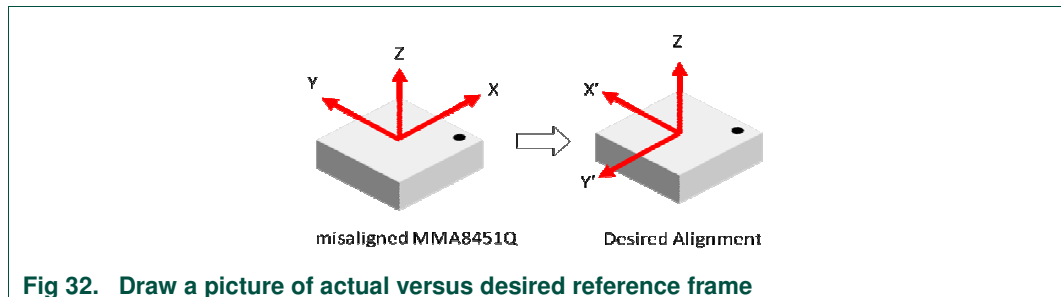 Z
Z
Y
X
X'
Y'
misaligned MMA8451Q
Desired Alignment
Fig 32. Draw a picture of actual versus desired reference frame